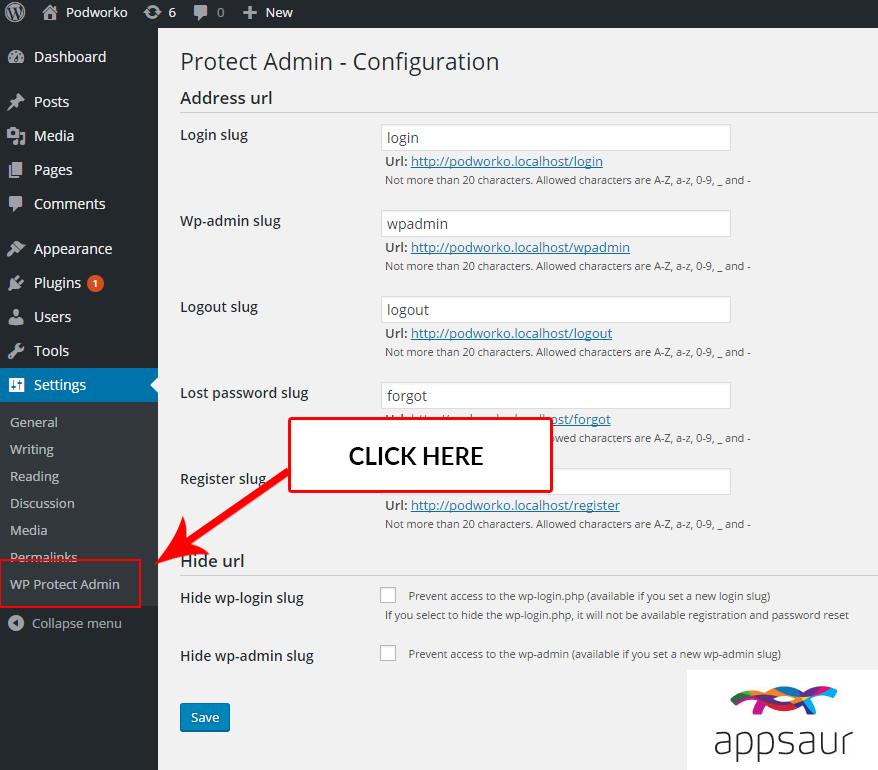 Podworko 6 0 New
Dashboard
Posts
Media
Pages
Comments
Appearance
Plugins 1
Users
Tools
Settings
General
Writing
Reading
Discussion
Media
Permalinks
WP Protect Admin
Collapse menu
Protect Admin - Configuration
Address url
Login slug
login
Url: http://podworko.localhost/login
Not more than 20 characters. Allowed characters are A-Z, a-z, 0-9, _ and -
Wp-admin slug
wpadmin
Url: http://podworko.localhost/wpadmin
Not more than 20 characters. Allowed characters are A-Z, a-z, 0-9, _ and -
Logout slug
logout
Url: http://podworko.localhost/logout
Not more than 20 characters. Allowed characters are A-Z, a-z, 0-9, _ and -
Lost password slug
forgot
Url: http://podworko.localhost/forgot
wed characters are A-Z, a-z, 0-9, _ and -
CLICK HERE
Register slug
Url: http://podworko.localhost/register
Not more than 20 characters. Allowed characters are A-Z, a-z, 0-9, _ and -
Hide url
Hide wp-login slug
Prevent access to the wp-login.php (available if you set a new login slug)
If you select to hide the wp-login.php, it will not be available registration and password reset
Hide wp-admin slug
Prevent access to the wp-admin (available if you set a new wp-admin slug)
Save
appsaur